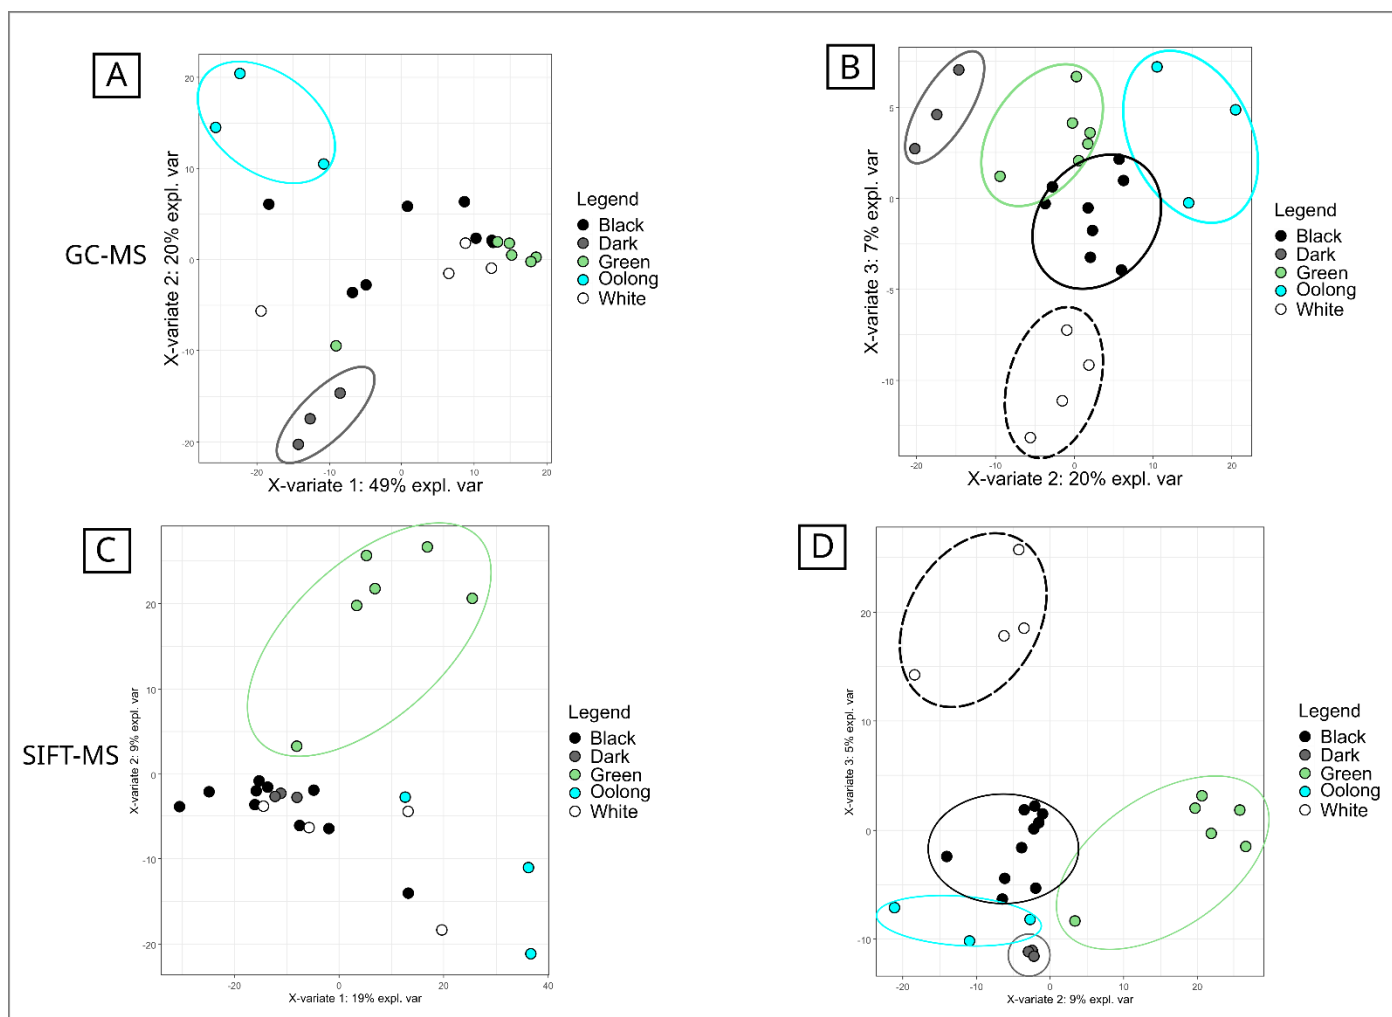 A
GC-MS
X-variate 2: 20% expl. var
20
10
0
-10
-20
-20
-10
0
10
20
X-variate 1: 49% expl. var
Legend
Black
Dark
Green
Oolong
White
B
X-variate 3: 7% expl. var
5
0
-5
-10
-20
-10
0
10
20
X-variate 2: 20% expl. var
Legend
Black
Dark
Green
Oolong
White
C
SIFT-MS
X-variate 2: 9% expl. var
20
10
0
-10
-20
-20
0
20
40
X-variate 1: 19% expl. var
Legend
Black
Dark
Green
Oolong
White
D
X-variate 3: 5% expl. var
20
10
0
-10
-20
-10
0
10
20
X-variate 2: 9% expl. var
Legend
Black
Dark
Green
Oolong
White